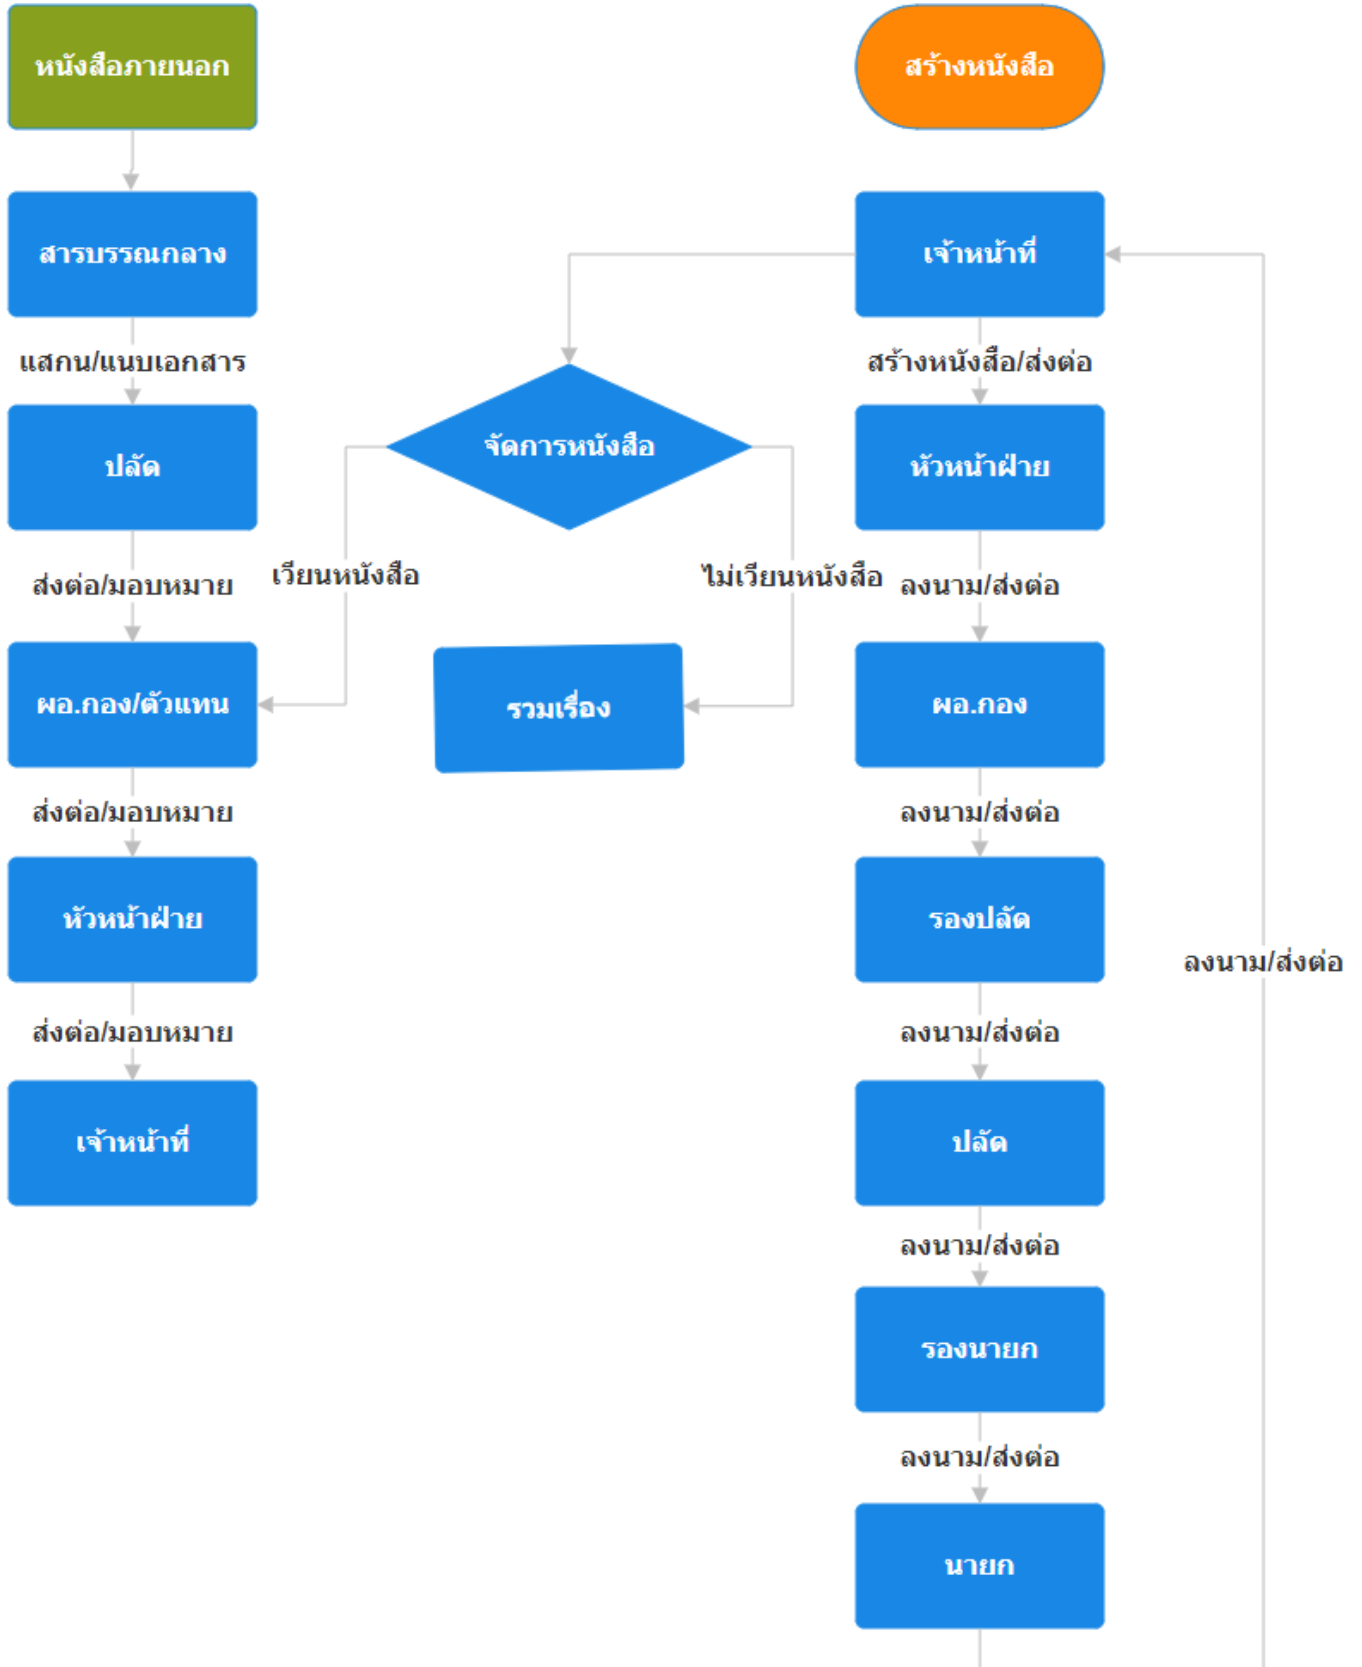 หนังสือภายนอก
สร้างหนังสือ
สารบรรณกลาง
เจ้าหน้าที่
แสกน/แนบเอกสาร
สร้างหนังสือ/ส่งต่อ
ปลัด
จัดการหนังสือ
หัวหน้าฝ่าย
ส่งต่อ/มอบหมาย
เวียนหนังสือ
ไม่เวียนหนังสือ
ลงนาม/ส่งต่อ
ผอ.กอง/ตัวแทน
รวมเรื่อง
ผอ.กอง
ส่งต่อ/มอบหมาย
ลงนาม/ส่งต่อ
หัวหน้าฝ่าย
รองปลัด
ลงนาม/ส่งต่อ
ส่งต่อ/มอบหมาย
ลงนาม/ส่งต่อ
เจ้าหน้าที่
ปลัด
ลงนาม/ส่งต่อ
รองนายก
ลงนาม/ส่งต่อ
นายก